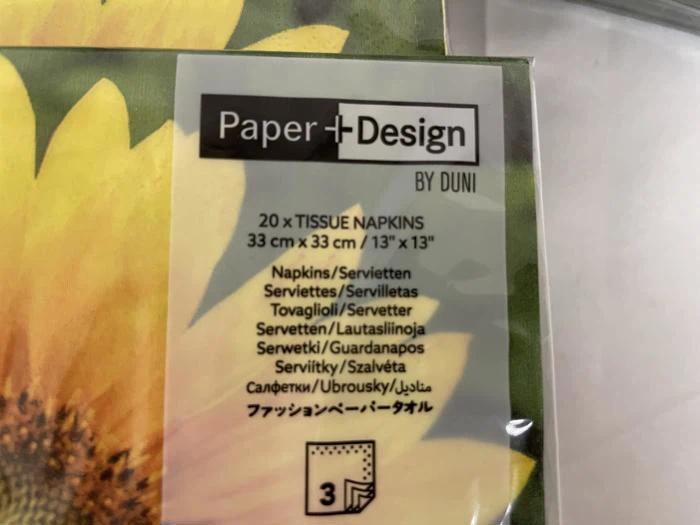 Paper+Design
BY DUNI
20 x TISSUE NAPKINS
33 cm x 33 cm / 13" x 13"
Napkins/Servietten
Serviettes/Servilletas
Tovaglioli/Servetter
Servetten/Lautasliinoja
Serwetki/Guardanapos
Servíítky/Szalvéta
Салфетки/Ubrousky/مناديل
ファッションペーパータオル
3